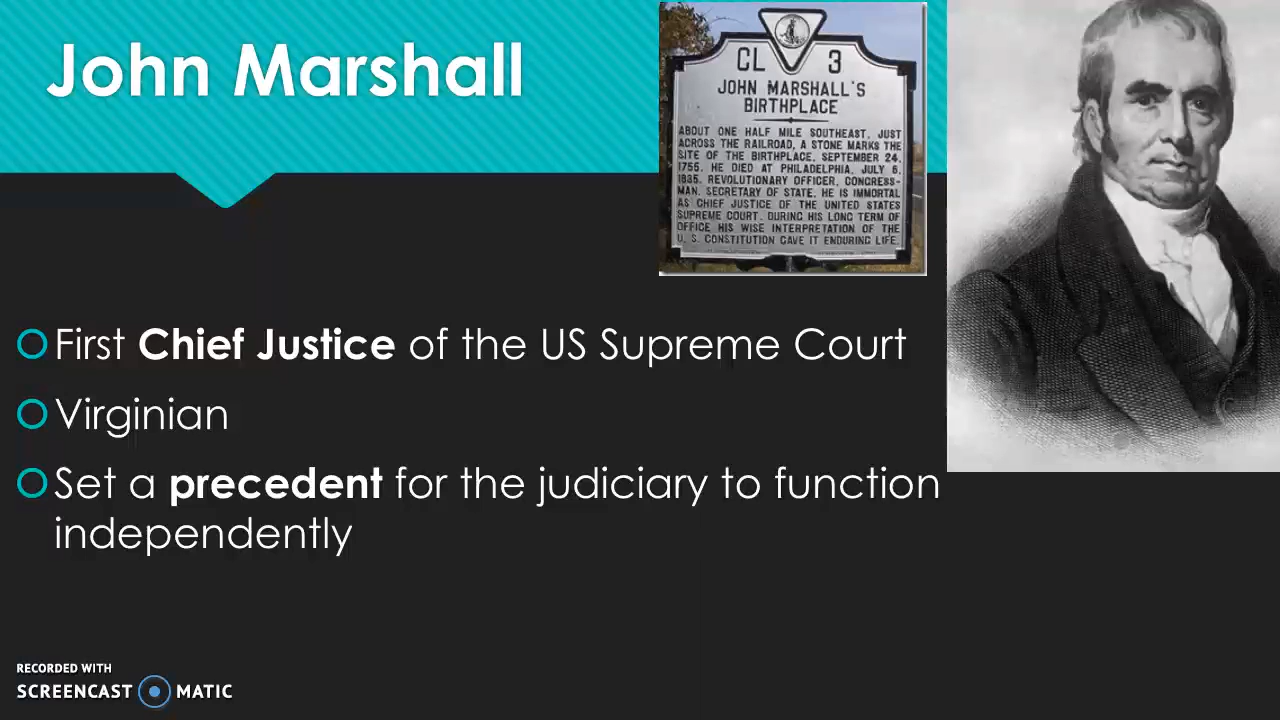 John Marshall
CL 3
JOHN MARSHALL'S
BIRTHPLACE
ABOUT ONE HALF MILE SOUTHEAST, JUST
ACROSS THE RAILROAD, A STONE MARKS THE
SITE OF THE BIRTHPLACE, SEPTEMBER 24,
1755. HE DIED AT PHILADELPHIA, JULY 6,
1835. REVOLUTIONARY OFFICER, CONGRESS-
MAN, SECRETARY OF STATE, HE IS IMMORTAL
AS CHIEF JUSTICE OF THE UNITED STATES
SUPREME COURT. DURING HIS LONG TERM OF
OFFICE HIS WISE INTERPRETATION OF THE
U. S. CONSTITUTION GAVE IT ENDURING LIFE.
First Chief Justice of the US Supreme Court
Virginian
Set a precedent for the judiciary to function
independently
RECORDED WITH
SCREENCAST MATIC